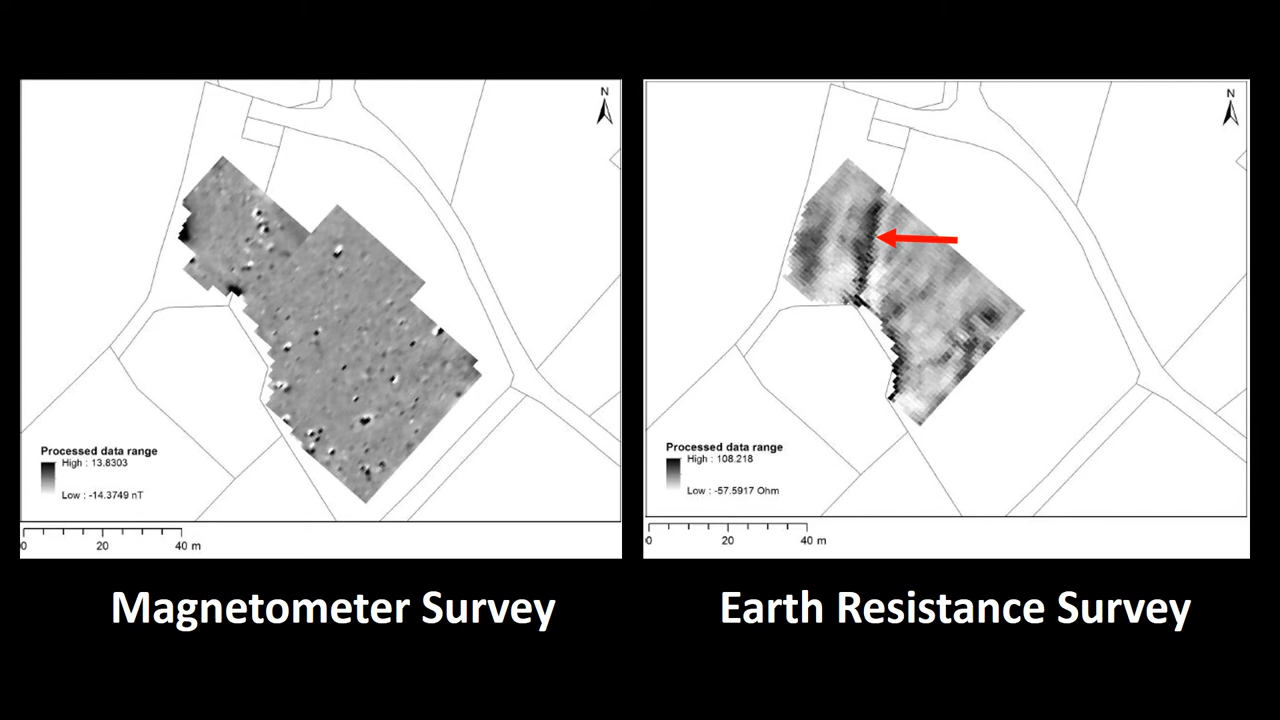 N
Processed data range
High : 13.8303
Low : -14.3749 nT
0 20 40 m
Magnetometer Survey
N
Processed data range
High : 108.218
Low : -57.5917 Ohm
0 20 40 m
Earth Resistance Survey